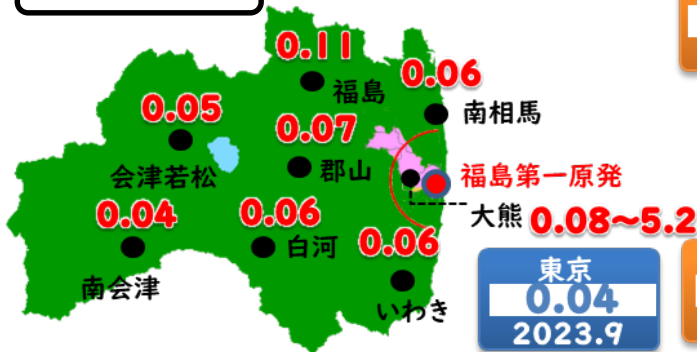 0.11
福島
0.06
南相馬
0.05
会津若松
0.07
郡山
福島第一原発
大熊 0.08～5.2
0.04
南会津
0.06
白河
0.06
いわき
東京
0.04
2023.9